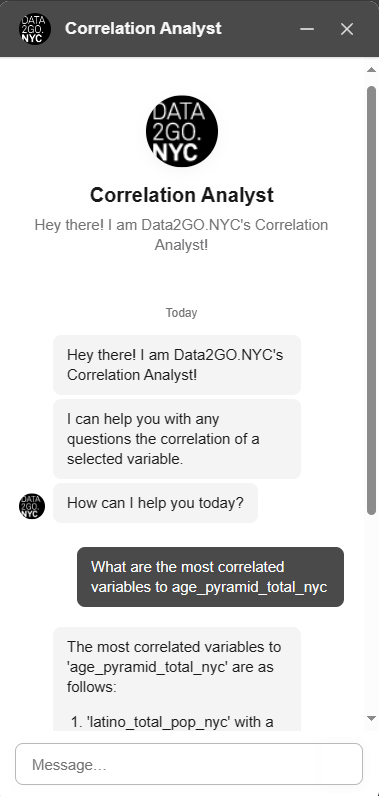 DATA
2GO.
NYC
Correlation Analyst
DATA
2GO.
NYC
Correlation Analyst
Hey there! I am Data2GO.NYC's Correlation
Analyst!
Today
Hey there! I am Data2GO.NYC's
Correlation Analyst!
I can help you with any
questions the correlation of a
selected variable.
DATA
2GO.
NYC
How can I help you today?
What are the most correlated
variables to age_pyramid_total_nyc
The most correlated variables to
'age_pyramid_total_nyc' are as
follows:
1. 'latino_total_pop_nyc' with a
Message...